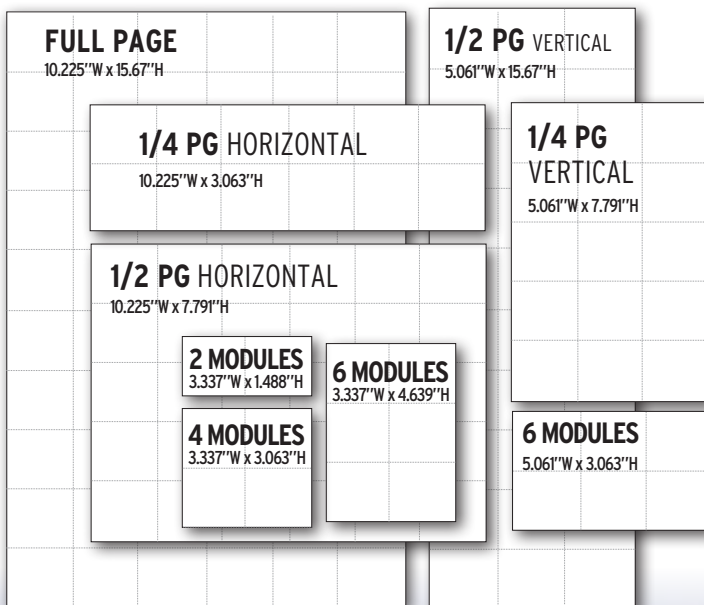 FULL PAGE
10.225"W x 15.67"H
1/2 PG VERTICAL
5.061"W x 15.67"H
1/4 PG HORIZONTAL
10.225"W x 3.063"H
1/4 PG
VERTICAL
5.061"W x 7.791"H
1/2 PG HORIZONTAL
10.225"W x 7.791"H
2 MODULES
3.337"W x 1.488"H
6 MODULES
3.337"W x 4.639"H
4 MODULES
3.337"W x 3.063"H
6 MODULES
5.061"W x 3.063"H